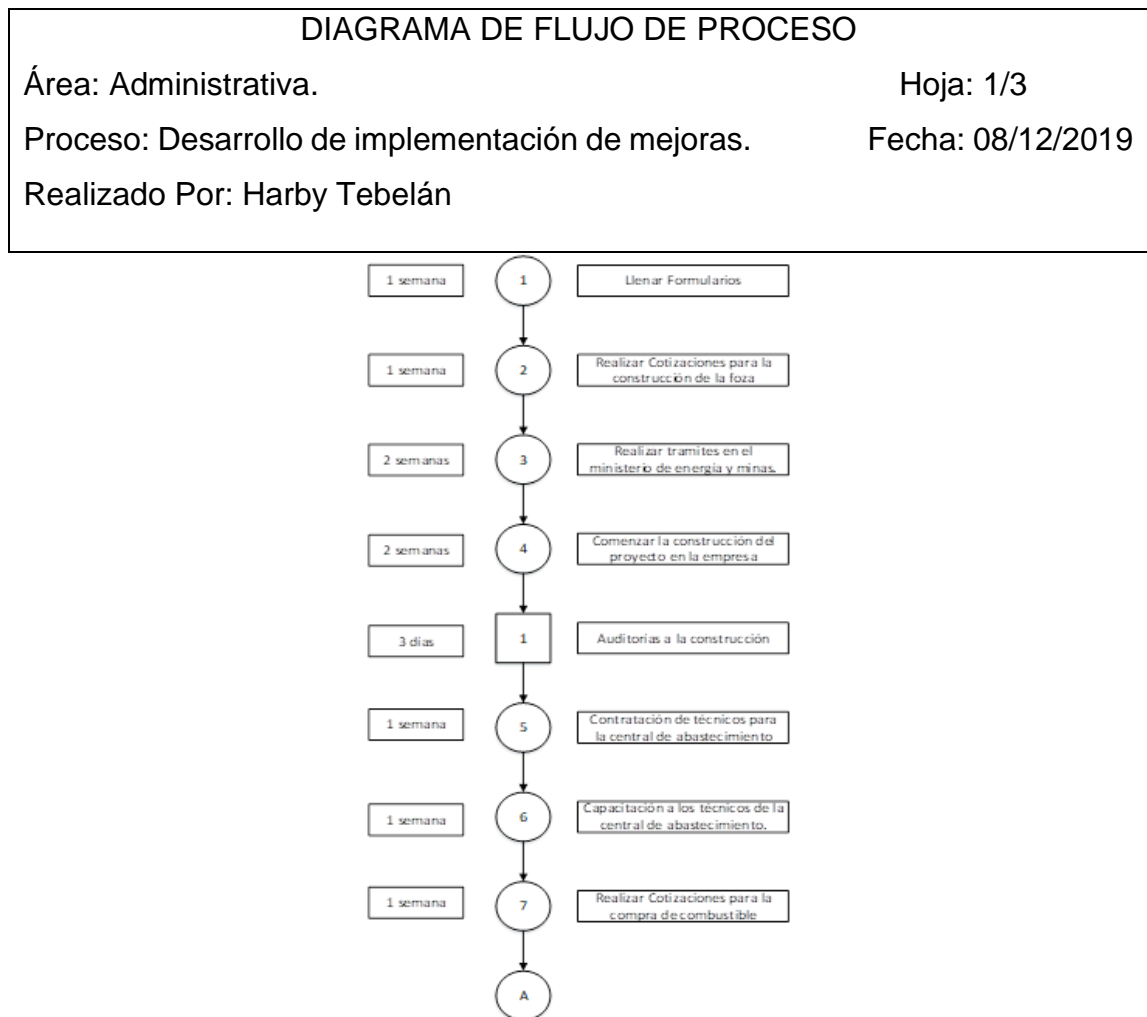 DIAGRAMA DE FLUJO DE PROCESO
Área: Administrativa. Hoja: 1/3
Proceso: Desarrollo de implementación de mejoras. Fecha: 08/12/2019
Realizado Por: Harby Tebelán
1 semana 1 Llenar Formularios
1 semana 2 Realizar Cotizaciones para la
construcción de la foza
2 semanas 3 Realizar tramites en el
ministerio de energía y minas.
2 semanas 4 Comenzar la construcción del
proyecto en la empresa
3 días 1 Auditorias a la construcción
1 semana 5 Contratación de técnicos para
la central de abastecimiento
1 semana 6 Capacitación a los técnicos de la
central de abastecimiento.
1 semana 7 Realizar Cotizaciones para la
compra de combustible
A